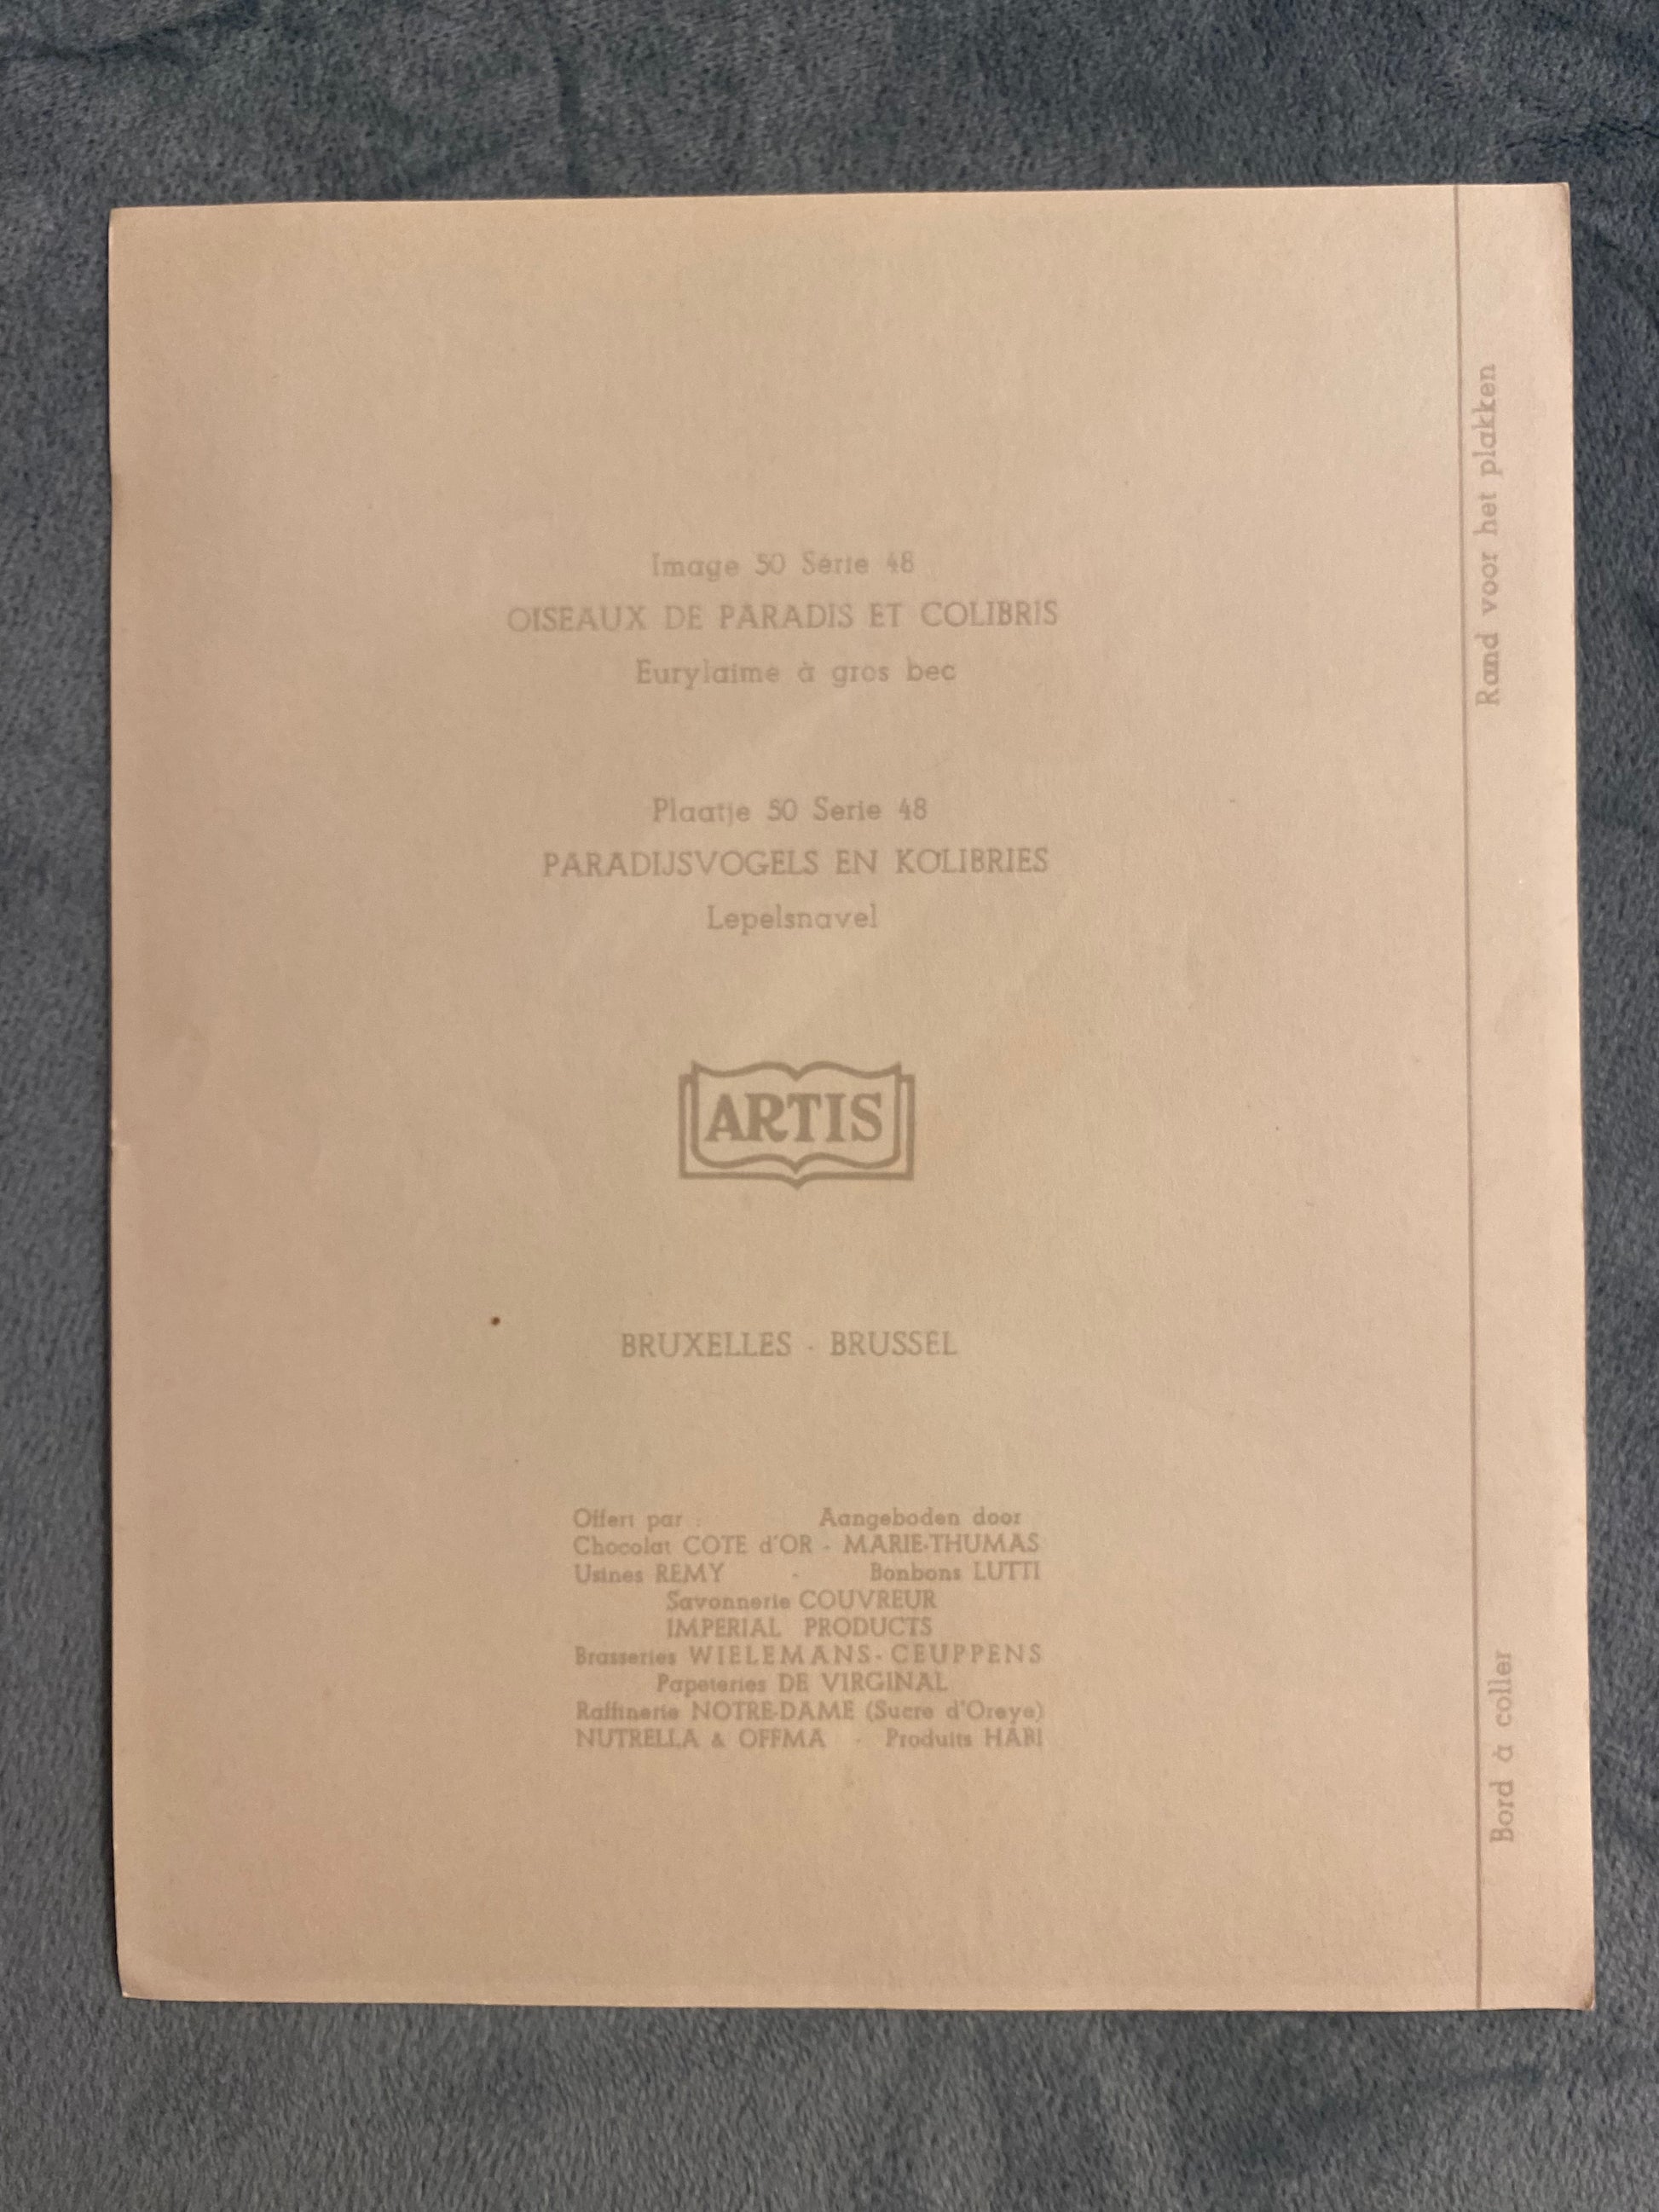 Image 50 Série 48
OISEAUX DE PARADIS ET COLIBRIS
Eurylaime à gros bec
Plaatje 50 Serie 48
PARADIJSVOGELS EN KOLIBRIES
Lepelsnavel
ARTIS
BRUXELLES - BRUSSEL
Offert par : Aangeboden door
Chocolat COTE d'OR - MARIE-THUMAS
Usines REMY - Bonbons LUTTI
Savonnerie COUVREUR
IMPERIAL PRODUCTS
Brasseries WIELEMANS-CEUPPENS
Papeteries DE VIRGINAL
Raffinerie NOTRE-DAME (Sucre d'Oreye)
NUTRELLA & OFFMA - Produits HABI
Rand voor het plakken
Bord à coller